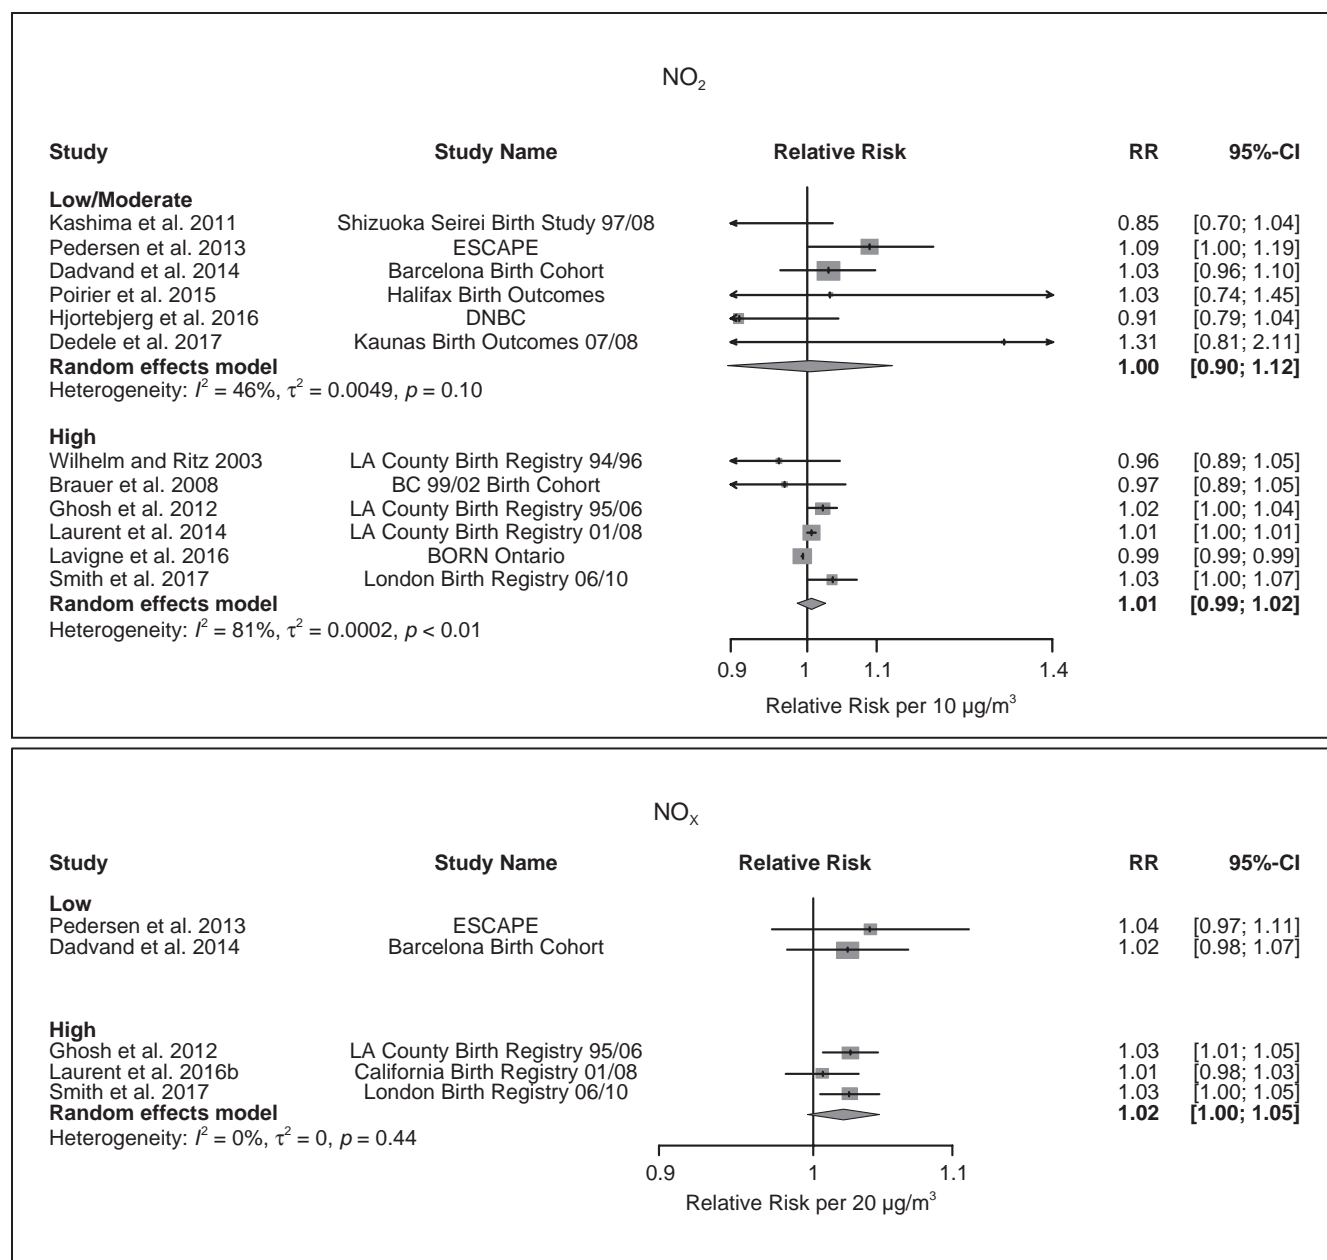 NO₂
Study Study Name Relative Risk RR 95%-CI
Low/Moderate
Kashima et al. 2011 Shizuoka Seirei Birth Study 97/08 0.85 [0.70; 1.04]
Pedersen et al. 2013 ESCAPE 1.09 [1.00; 1.19]
Dadvand et al. 2014 Barcelona Birth Cohort 1.03 [0.96; 1.10]
Poirier et al. 2015 Halifax Birth Outcomes 1.03 [0.74; 1.45]
Hjortebjerg et al. 2016 DNBC 0.91 [0.79; 1.04]
Dedele et al. 2017 Kaunas Birth Outcomes 07/08 1.31 [0.81; 2.11]
Random effects model 1.00 [0.90; 1.12]
Heterogeneity: I² = 46%, τ² = 0.0049, p = 0.10
High
Wilhelm and Ritz 2003 LA County Birth Registry 94/96 0.96 [0.89; 1.05]
Brauer et al. 2008 BC 99/02 Birth Cohort 0.97 [0.89; 1.05]
Ghosh et al. 2012 LA County Birth Registry 95/06 1.02 [1.00; 1.04]
Laurent et al. 2014 LA County Birth Registry 01/08 1.01 [1.00; 1.01]
Lavigne et al. 2016 BORN Ontario 0.99 [0.99; 0.99]
Smith et al. 2017 London Birth Registry 06/10 1.03 [1.00; 1.07]
Random effects model 1.01 [0.99; 1.02]
Heterogeneity: I² = 81%, τ² = 0.0002, p < 0.01
0.9 1 1.1 1.4
Relative Risk per 10 µg/m³
NOₓ
Study Study Name Relative Risk RR 95%-CI
Low
Pedersen et al. 2013 ESCAPE 1.04 [0.97; 1.11]
Dadvand et al. 2014 Barcelona Birth Cohort 1.02 [0.98; 1.07]
High
Ghosh et al. 2012 LA County Birth Registry 95/06 1.03 [1.01; 1.05]
Laurent et al. 2016b California Birth Registry 01/08 1.01 [0.98; 1.03]
Smith et al. 2017 London Birth Registry 06/10 1.03 [1.00; 1.05]
Random effects model 1.02 [1.00; 1.05]
Heterogeneity: I² = 0%, τ² = 0, p = 0.44
0.9 1 1.1
Relative Risk per 20 µg/m³